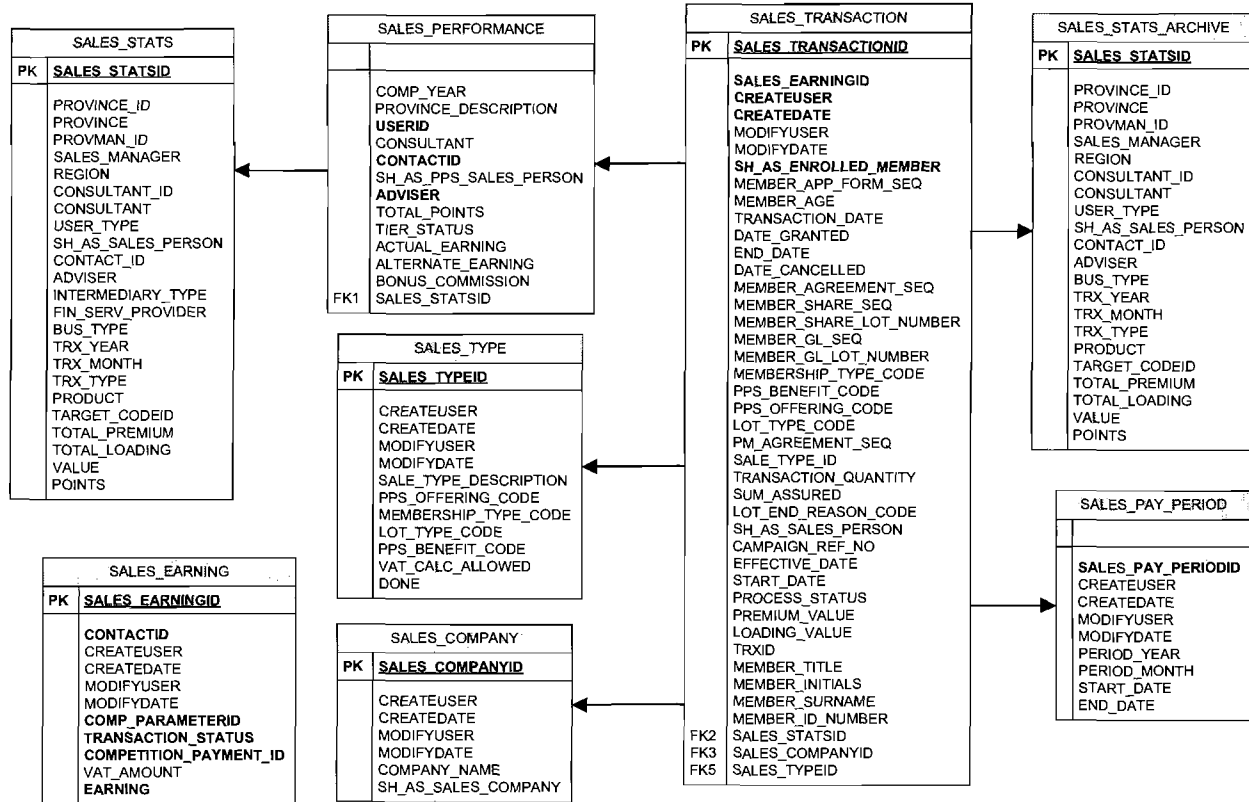 SALES_STATS
PK SALES_STATSID
PROVINCE_ID
PROVINCE
PROVMAN_ID
SALES_MANAGER
REGION
CONSULTANT_ID
CONSULTANT
USER_TYPE
SH_AS_SALES_PERSON
CONTACT_ID
ADVISER
INTERMEDIARY_TYPE
FIN_SERV_PROVIDER
BUS_TYPE
TRX_YEAR
TRX_MONTH
TRX_TYPE
PRODUCT
TARGET_CODEID
TOTAL_PREMIUM
TOTAL_LOADING
VALUE
POINTS
SALES_EARNING
PK SALES_EARNINGID
CONTACTID
CREATEUSER
CREATEDATE
MODIFYUSER
MODIFYDATE
COMP_PARAMETERID
TRANSACTION_STATUS
COMPETITION_PAYMENT_ID
VAT_AMOUNT
EARNING
SALES_PERFORMANCE
COMP_YEAR
PROVINCE_DESCRIPTION
USERID
CONSULTANT
CONTACTID
SH_AS_PPS_SALES_PERSON
ADVISER
TOTAL_POINTS
TIER_STATUS
ACTUAL_EARNING
ALTERNATE_EARNING
BONUS_COMMISSION
FK1 SALES_STATSID
SALES_TYPE
PK SALES_TYPEID
CREATEUSER
CREATEDATE
MODIFYUSER
MODIFYDATE
SALE_TYPE_DESCRIPTION
PPS_OFFERING_CODE
MEMBERSHIP_TYPE_CODE
LOT_TYPE_CODE
PPS_BENEFIT_CODE
VAT_CALC_ALLOWED
DONE
SALES_COMPANY
PK SALES_COMPANYID
CREATEUSER
CREATEDATE
MODIFYUSER
MODIFYDATE
COMPANY_NAME
SH_AS_SALES_COMPANY
SALES_TRANSACTION
PK SALES_TRANSACTIONID
SALES_EARNINGID
CREATEUSER
CREATEDATE
MODIFYUSER
MODIFYDATE
SH_AS_ENROLLED_MEMBER
MEMBER_APP_FORM_SEQ
MEMBER_AGE
TRANSACTION_DATE
DATE_GRANTED
END_DATE
DATE_CANCELLED
MEMBER_AGREEMENT_SEQ
MEMBER_SHARE_SEQ
MEMBER_SHARE_LOT_NUMBER
MEMBER_GL_SEQ
MEMBER_GL_LOT_NUMBER
MEMBERSHIP_TYPE_CODE
PPS_BENEFIT_CODE
PPS_OFFERING_CODE
LOT_TYPE_CODE
PM_AGREEMENT_SEQ
SALE_TYPE_ID
TRANSACTION_QUANTITY
SUM_ASSURED
LOT_END_REASON_CODE
SH_AS_SALES_PERSON
CAMPAIGN_REF_NO
EFFECTIVE_DATE
START_DATE
PROCESS_STATUS
PREMIUM_VALUE
LOADING_VALUE
TRXID
MEMBER_TITLE
MEMBER_INITIALS
MEMBER_SURNAME
MEMBER_ID_NUMBER
FK2 SALES_STATSID
FK3 SALES_COMPANYID
FK5 SALES_TYPEID
SALES_STATS_ARCHIVE
PK SALES_STATSID
PROVINCE_ID
PROVINCE
PROVMAN_ID
SALES_MANAGER
REGION
CONSULTANT_ID
CONSULTANT
USER_TYPE
SH_AS_SALES_PERSON
CONTACT_ID
ADVISER
BUS_TYPE
TRX_YEAR
TRX_MONTH
TRX_TYPE
PRODUCT
TARGET_CODEID
TOTAL_PREMIUM
TOTAL_LOADING
VALUE
POINTS
SALES_PAY_PERIOD
SALES_PAY_PERIODID
CREATEUSER
CREATEDATE
MODIFYUSER
MODIFYDATE
PERIOD_YEAR
PERIOD_MONTH
START_DATE
END_DATE